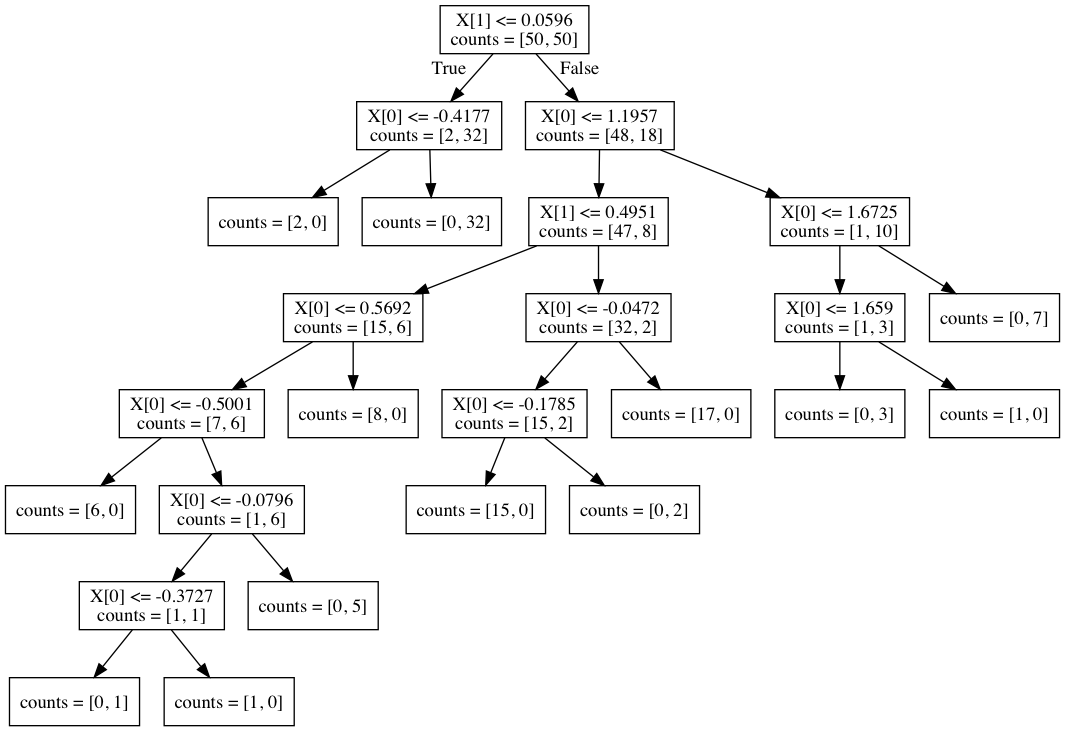 X[1] <= 0.0596
counts = [50, 50]
True
False
X[0] <= -0.4177
counts = [2, 32]
X[0] <= 1.1957
counts = [48, 18]
counts = [2, 0]
counts = [0, 32]
X[1] <= 0.4951
counts = [47, 8]
X[0] <= 1.6725
counts = [1, 10]
X[0] <= 0.5692
counts = [15, 6]
X[0] <= -0.0472
counts = [32, 2]
X[0] <= 1.659
counts = [1, 3]
counts = [0, 7]
X[0] <= -0.5001
counts = [7, 6]
counts = [8, 0]
X[0] <= -0.1785
counts = [15, 2]
counts = [17, 0]
counts = [0, 3]
counts = [1, 0]
counts = [6, 0]
X[0] <= -0.0796
counts = [1, 6]
counts = [15, 0]
counts = [0, 2]
X[0] <= -0.3727
counts = [1, 1]
counts = [0, 5]
counts = [0, 1]
counts = [1, 0]